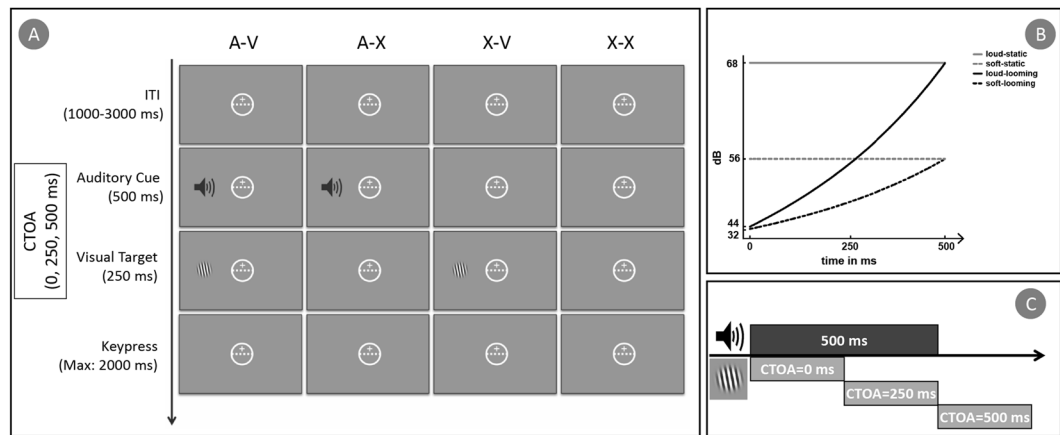 A
A-V A-X X-V X-X
ITI
(1000-3000 ms)
Auditory Cue
(500 ms)
Visual Target
(250 ms)
Keypress
(Max: 2000 ms)
CTOA
(0, 250, 500 ms)
B
loud-static
soft-static
loud-looming
soft-looming
68
56
44
32
dB
0 250 500
time in ms
C
500 ms
CTOA=0 ms
CTOA=250 ms
CTOA=500 ms